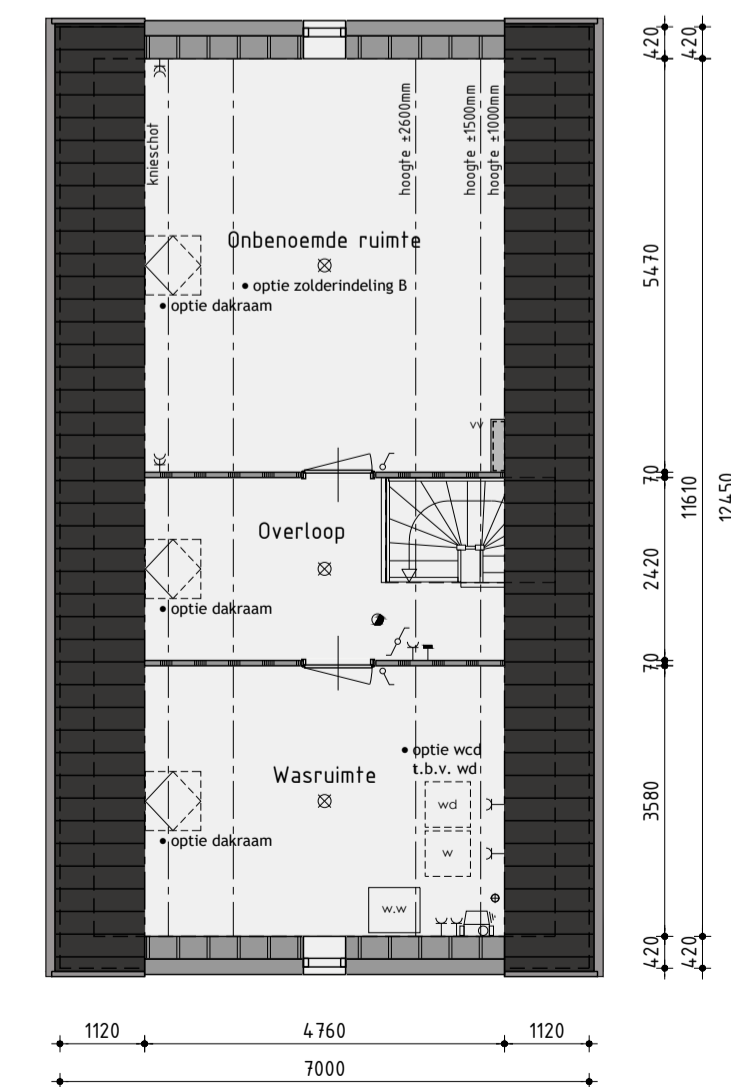 420
420
hoogte ±2600mm
hoogte ±1500mm
hoogte ±1000mm
knieschot
Onbenoemde ruimte
• optie zolderindeling B
• optie dakraam
5470
vv
70
11610
12450
Overloop
2420
• optie dakraam
70
• optie wcd
t.b.v. wd
Wasruimte
wd
3580
• optie dakraam
w
w.w
420
420
1120
4760
1120
7000